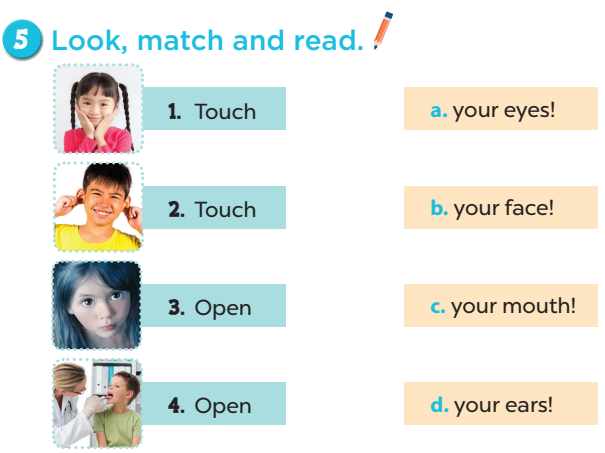 5 Look, match and read.
1. Touch
a. your eyes!
2. Touch
b. your face!
3. Open
c. your mouth!
4. Open
d. your ears!